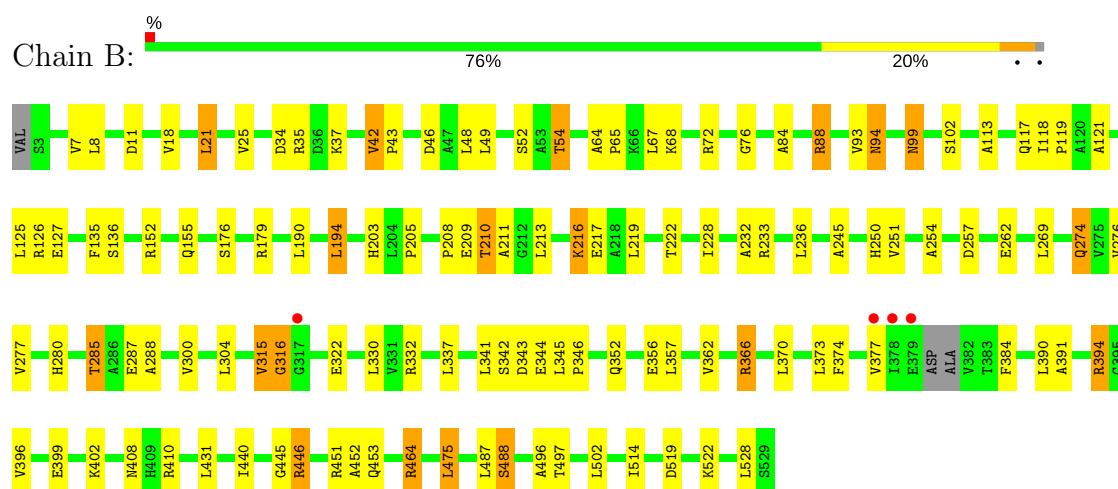 %
Chain B:
76% 20% • •
VAL S3 V7 L8 D11 V18 L21 V25 D34 R35 D36 K37 V42 P43 D46 A47 L48 L49 S52 A53 T54 A64 P65 K66 L67 K68 R72 G76 A84 R88 V93 N94 N99 S102 A113 Q117 I118 P119 A120 A121
L125 R126 E127 F135 S136 R152 Q155 S176 R179 L190 L194 H203 L204 P205 P208 E209 T210 A211 G212 L213 K216 E217 A218 L219 T222 I228 A232 R233 L236 A245 H250 V251 A254 D257 E262 L269 Q274 V275 V276
V277 H280 T285 A286 E287 A288 V300 L304 V315 G316 G317 E322 L330 V331 R332 L337 L341 S342 D343 E344 L345 P346 Q352 E356 L357 V362 R366 L370 L373 F374 V377 I378 E379 ASP ALA V382 T383 F384 L390 A391 R394 G395
V396 E399 K402 N408 H409 R410 L431 I440 G445 R446 R451 A452 Q453 R464 L475 L487 S488 A496 T497 L502 I514 D519 K522 L528 S529